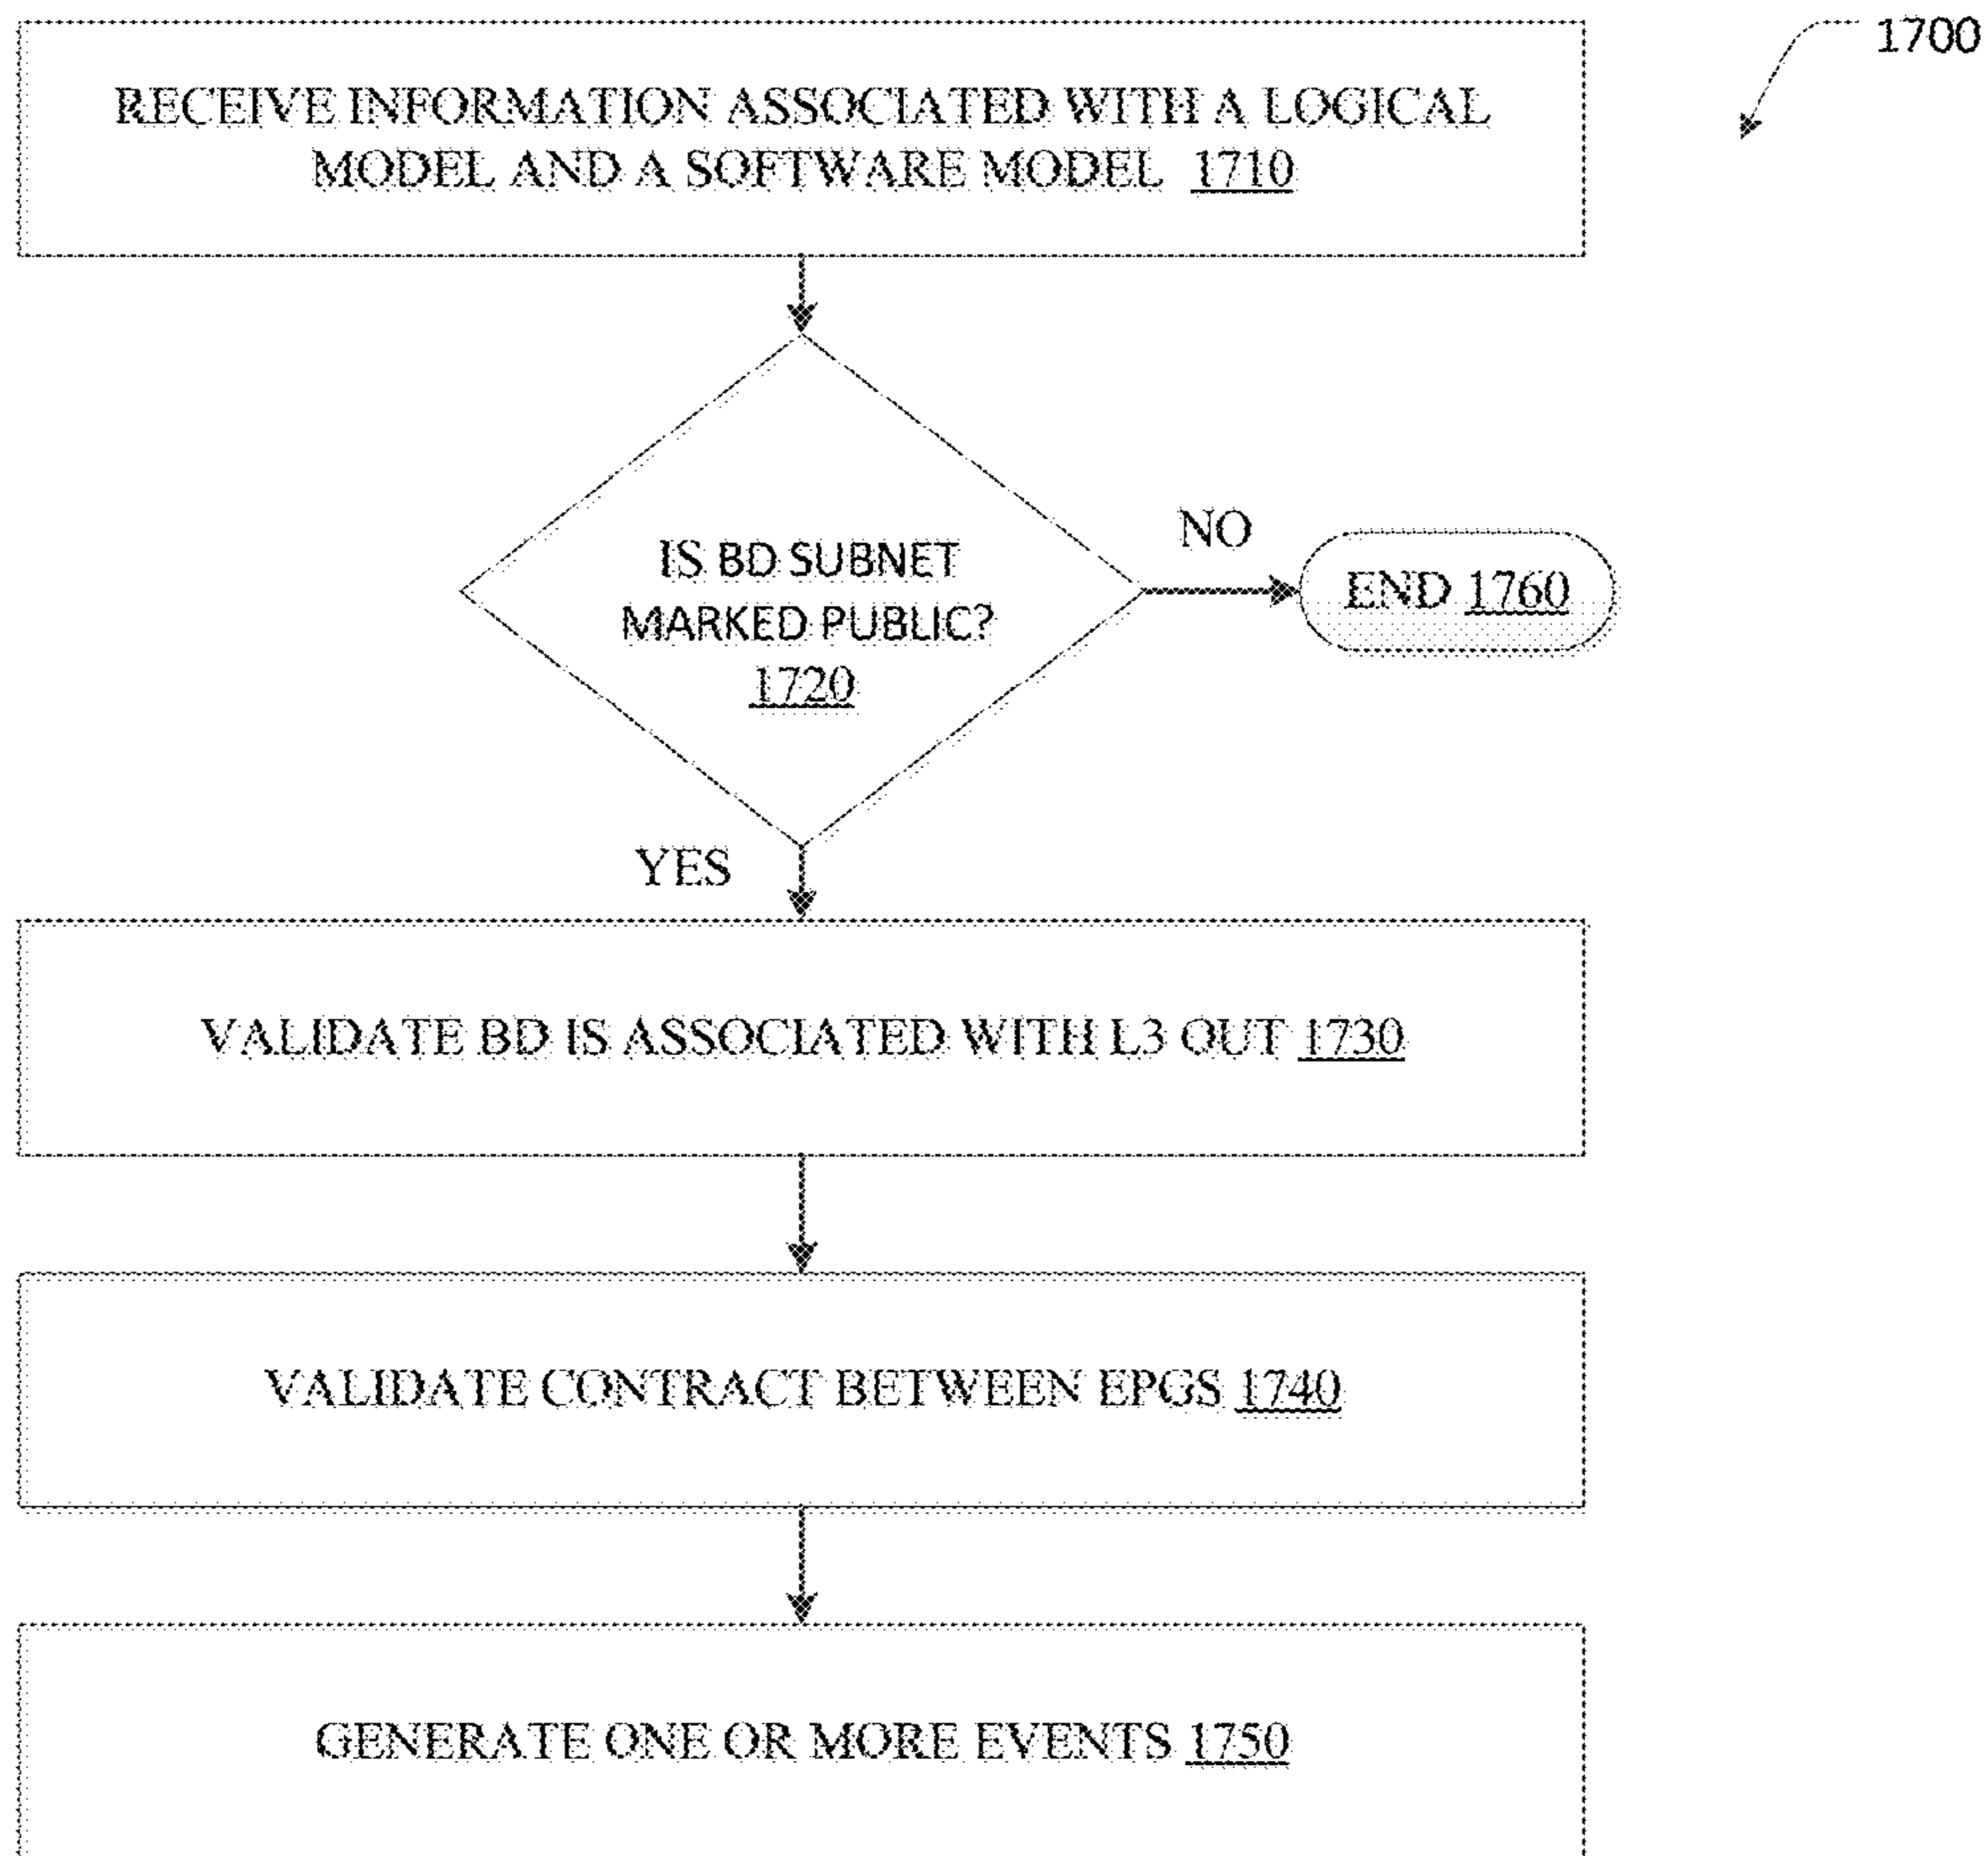 1700
RECEIVE INFORMATION ASSOCIATED WITH A LOGICAL
MODEL AND A SOFTWARE MODEL 1710
IS BD SUBNET
MARKED PUBLIC?
1720
NO
END 1760
YES
VALIDATE BD IS ASSOCIATED WITH L3 OUT 1730
VALIDATE CONTRACT BETWEEN EPGS 1740
GENERATE ONE OR MORE EVENTS 1750